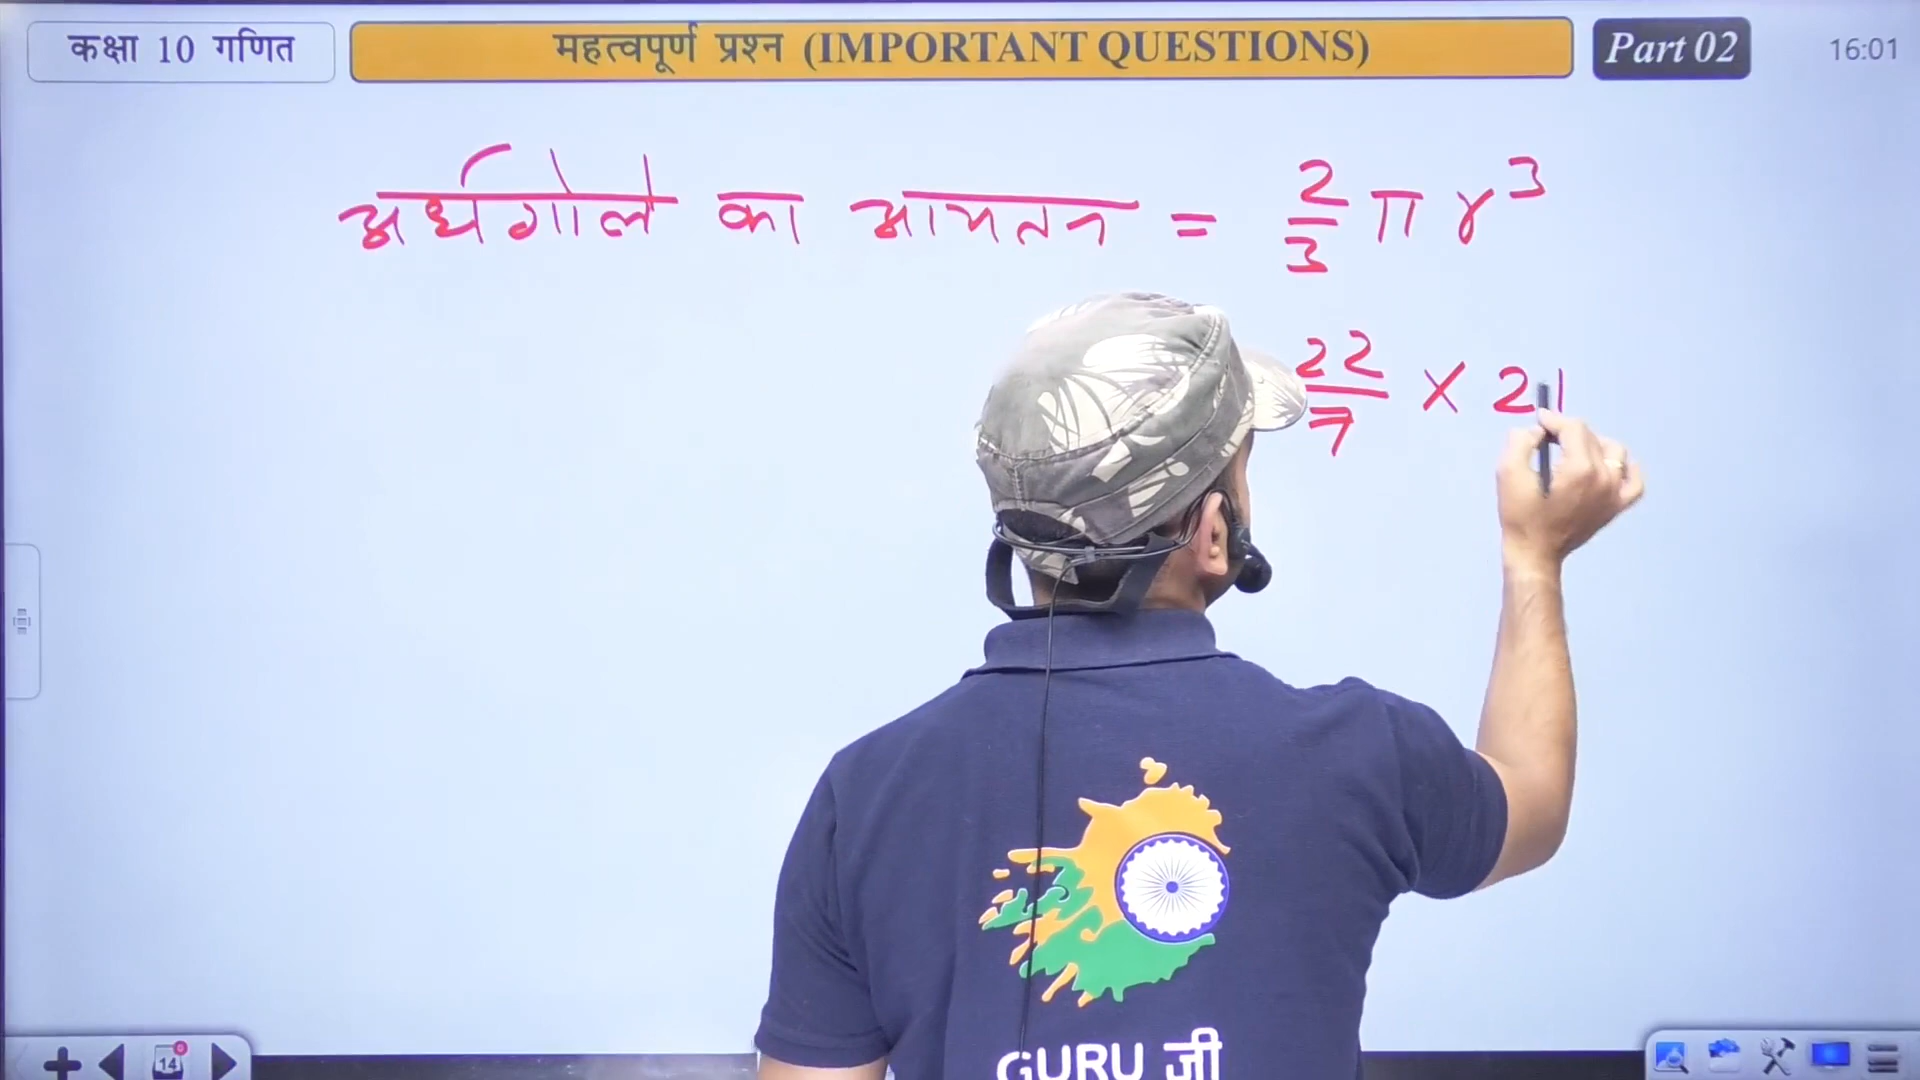 कक्षा 10 गणित
महत्वपूर्ण प्रश्न (IMPORTANT QUESTIONS)
Part 02
16:01
अर्धगोले का आयतन = 2/3 π r³
22/7 × 21
14
GURU जी